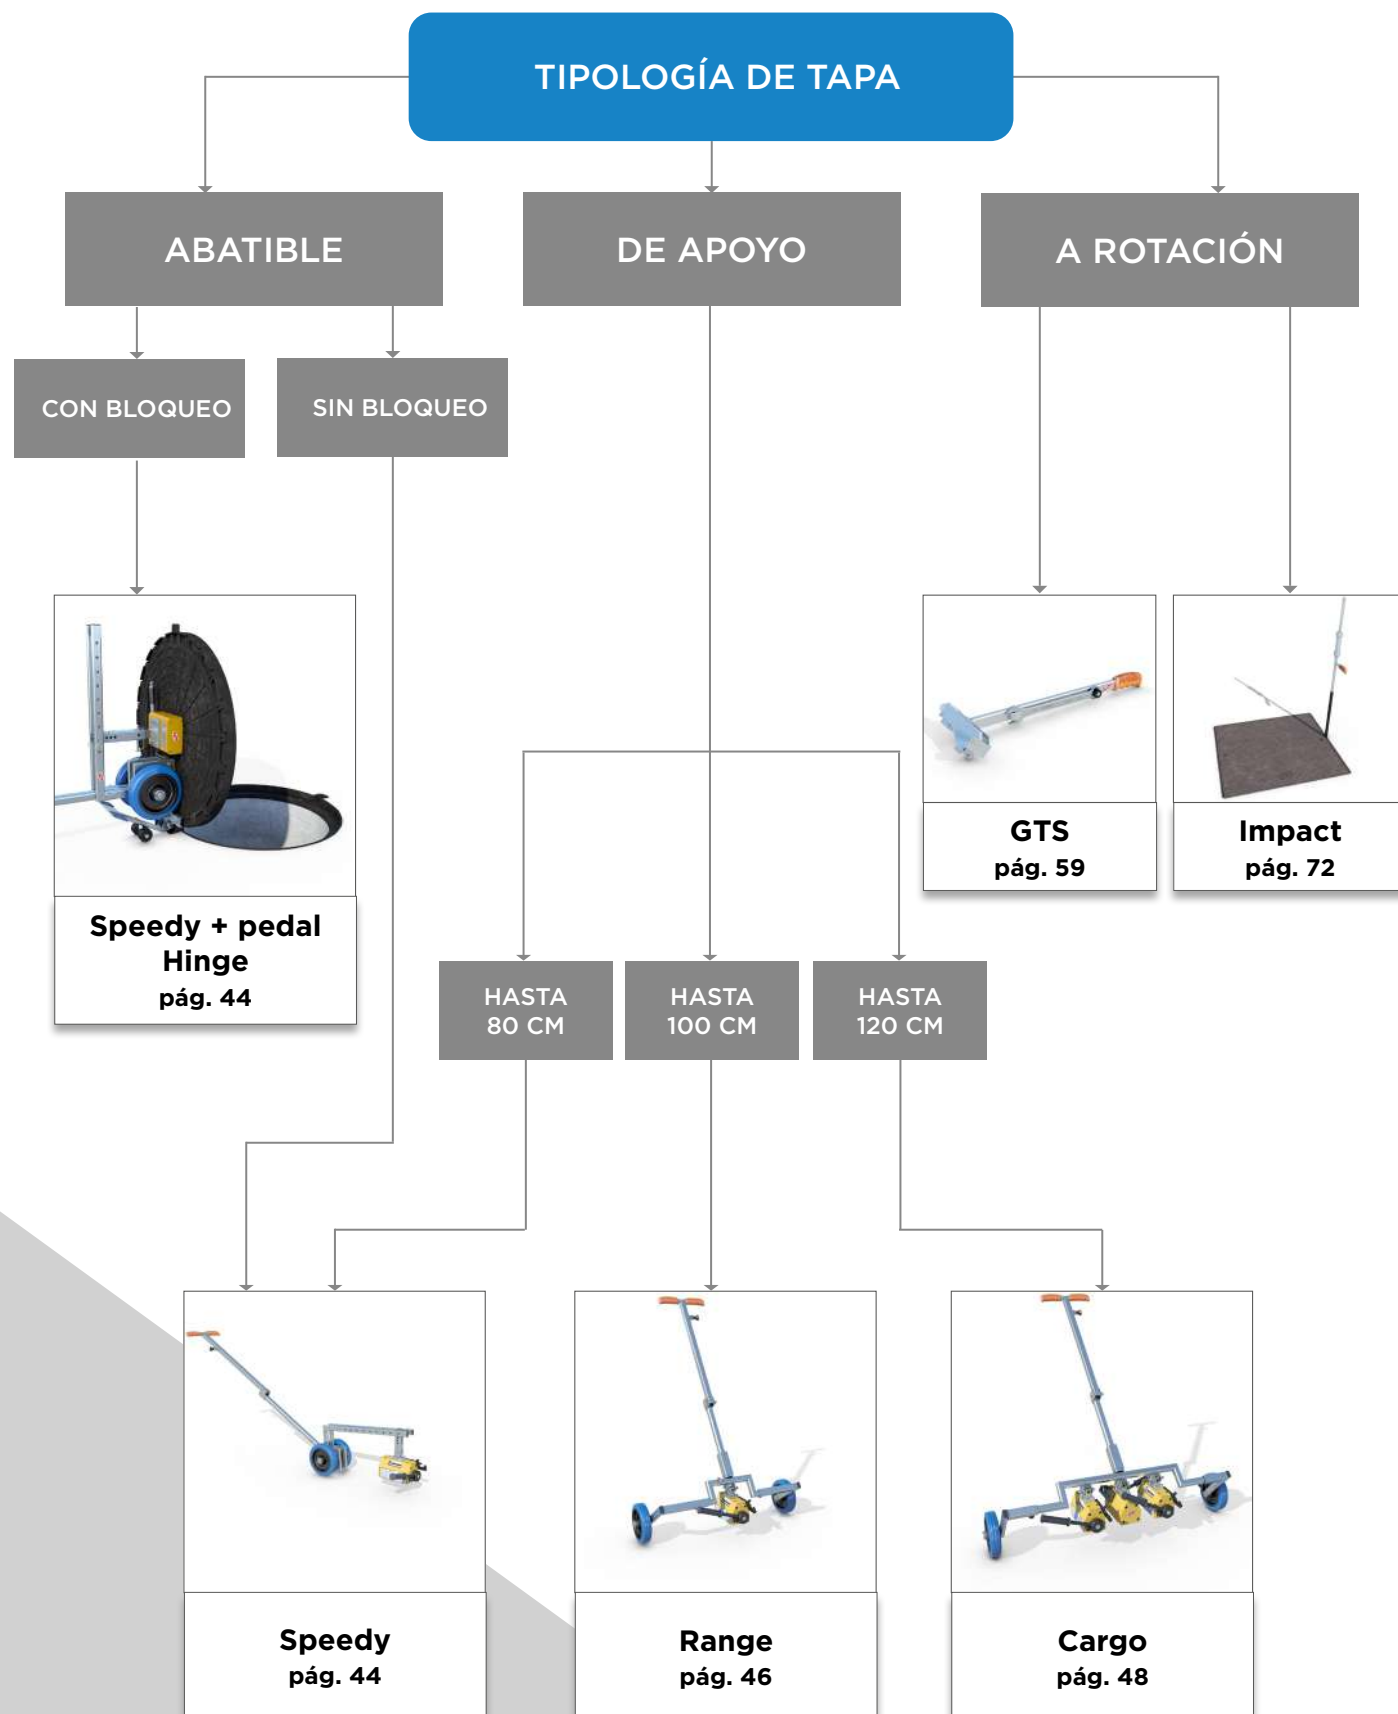 TIPOLOGÍA DE TAPA
ABATIBLE
DE APOYO
A ROTACIÓN
CON BLOQUEO
SIN BLOQUEO
GTS
pág. 59
Impact
pág. 72
Speedy + pedal
Hinge
pág. 44
HASTA
80 CM
HASTA
100 CM
HASTA
120 CM
Speedy
pág. 44
Range
pág. 46
Cargo
pág. 48